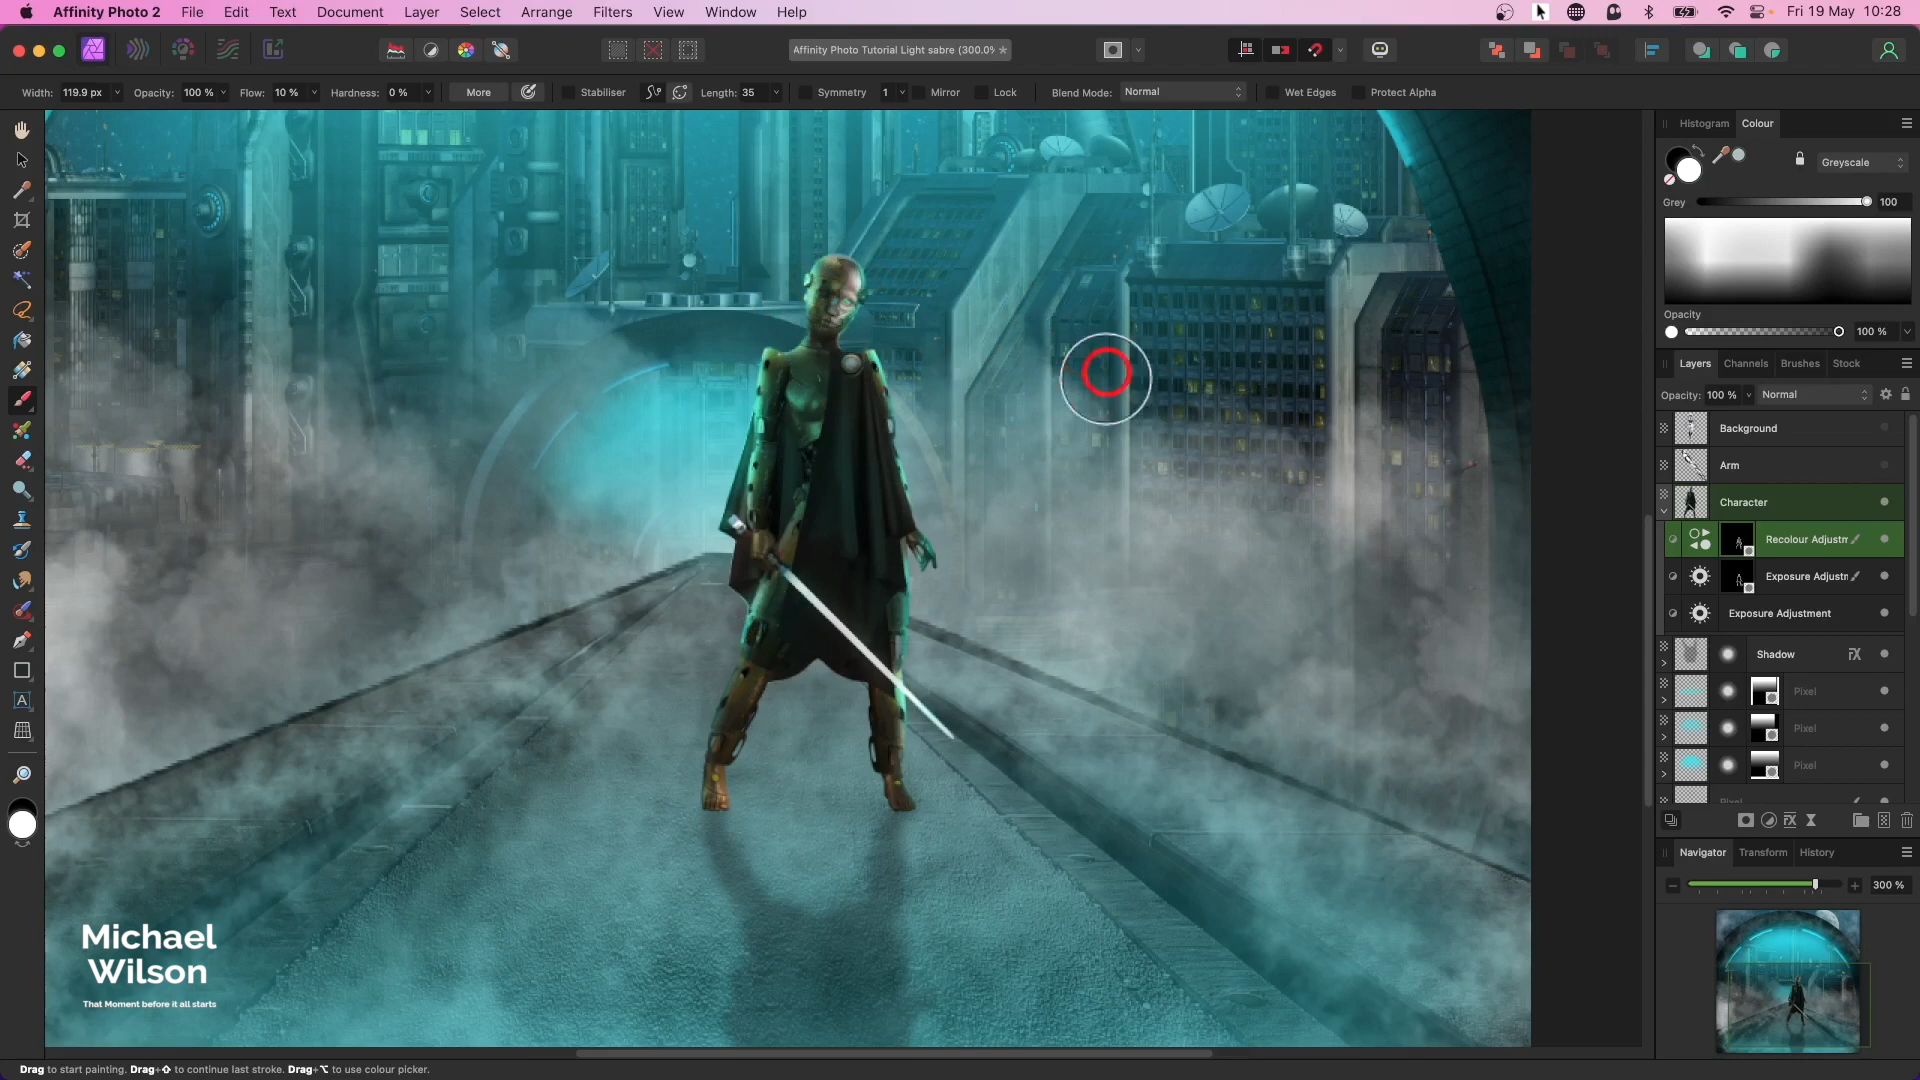 Affinity Photo 2 File Edit Text Document Layer Select Arrange Filters View Window Help Fri 19 May 10:28
Affinity Photo Tutorial Light sabre (300.0% *
Width: 119.9 px Opacity: 100 % Flow: 10 % Hardness: 0 % More Stabiliser Length: 35 Symmetry 1 Mirror Lock Blend Mode: Normal Wet Edges Protect Alpha
Histogram Colour
Greyscale
Grey 100
Opacity
100 %
Layers Channels Brushes Stock
Opacity: 100 % Normal
Background
Arm
Character
Recolour Adjustm
Exposure Adjustm
Exposure Adjustment
Shadow
Pixel
Pixel
Pixel
Pixel
Navigator Transform History
300 %
Michael
Wilson
That Moment before it all starts
Drag to start painting. Drag+⇧ to continue last stroke. Drag+⌥ to use colour picker.